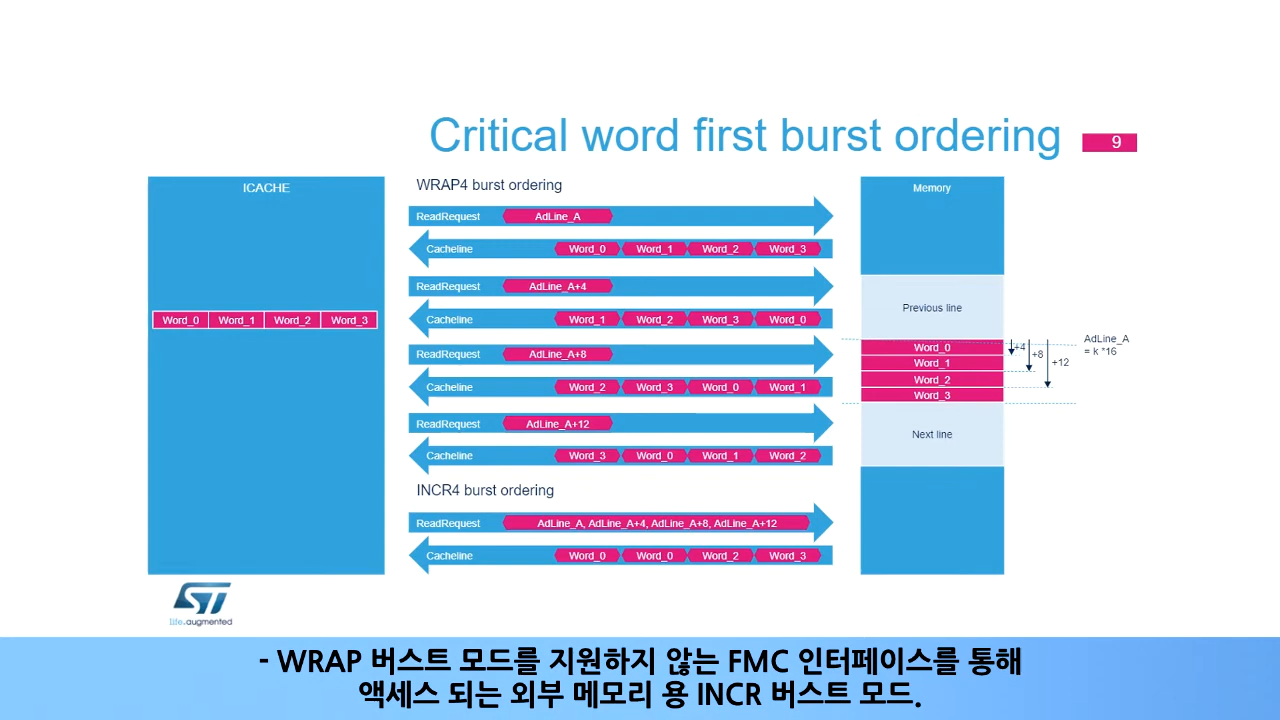 Critical word first burst ordering
9
ICACHE
Word_0 Word_1 Word_2 Word_3
WRAP4 burst ordering
ReadRequest AdLine_A
Cacheline Word_0 Word_1 Word_2 Word_3
ReadRequest AdLine_A+4
Cacheline Word_1 Word_2 Word_3 Word_0
ReadRequest AdLine_A+8
Cacheline Word_2 Word_3 Word_0 Word_1
ReadRequest AdLine_A+12
Cacheline Word_3 Word_0 Word_1 Word_2
INCR4 burst ordering
ReadRequest AdLine_A, AdLine_A+4, AdLine_A+8, AdLine_A+12
Cacheline Word_0 Word_0 Word_2 Word_3
Memory
Previous line
Word_0
Word_1
Word_2
Word_3
Next line
+4
+8
+12
AdLine_A
= k *16
ST
life.augmented
- WRAP 버스트 모드를 지원하지 않는 FMC 인터페이스를 통해
액세스 되는 외부 메모리 용 INCR 버스트 모드.